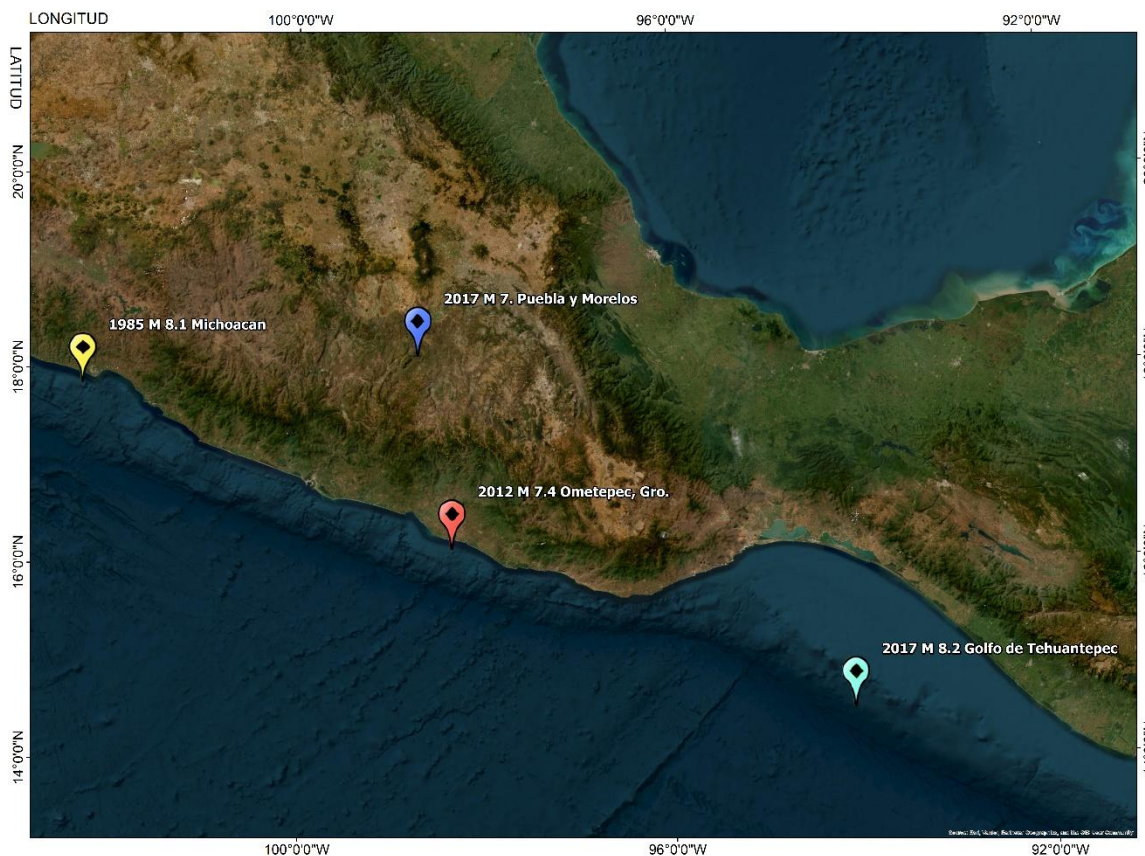 LONGITUD
100°0'0"W
96°0'0"W
92°0'0"W
LATITUD
20°0'0"N
2017 M 7. Puebla y Morelos
1985 M 8.1 Michoacan
18°0'0"N
2012 M 7.4 Ometepec, Gro.
16°0'0"N
2017 M 8.2 Golfo de Tehuantepec
14°0'0"N
100°0'0"W
96°0'0"W
92°0'0"W